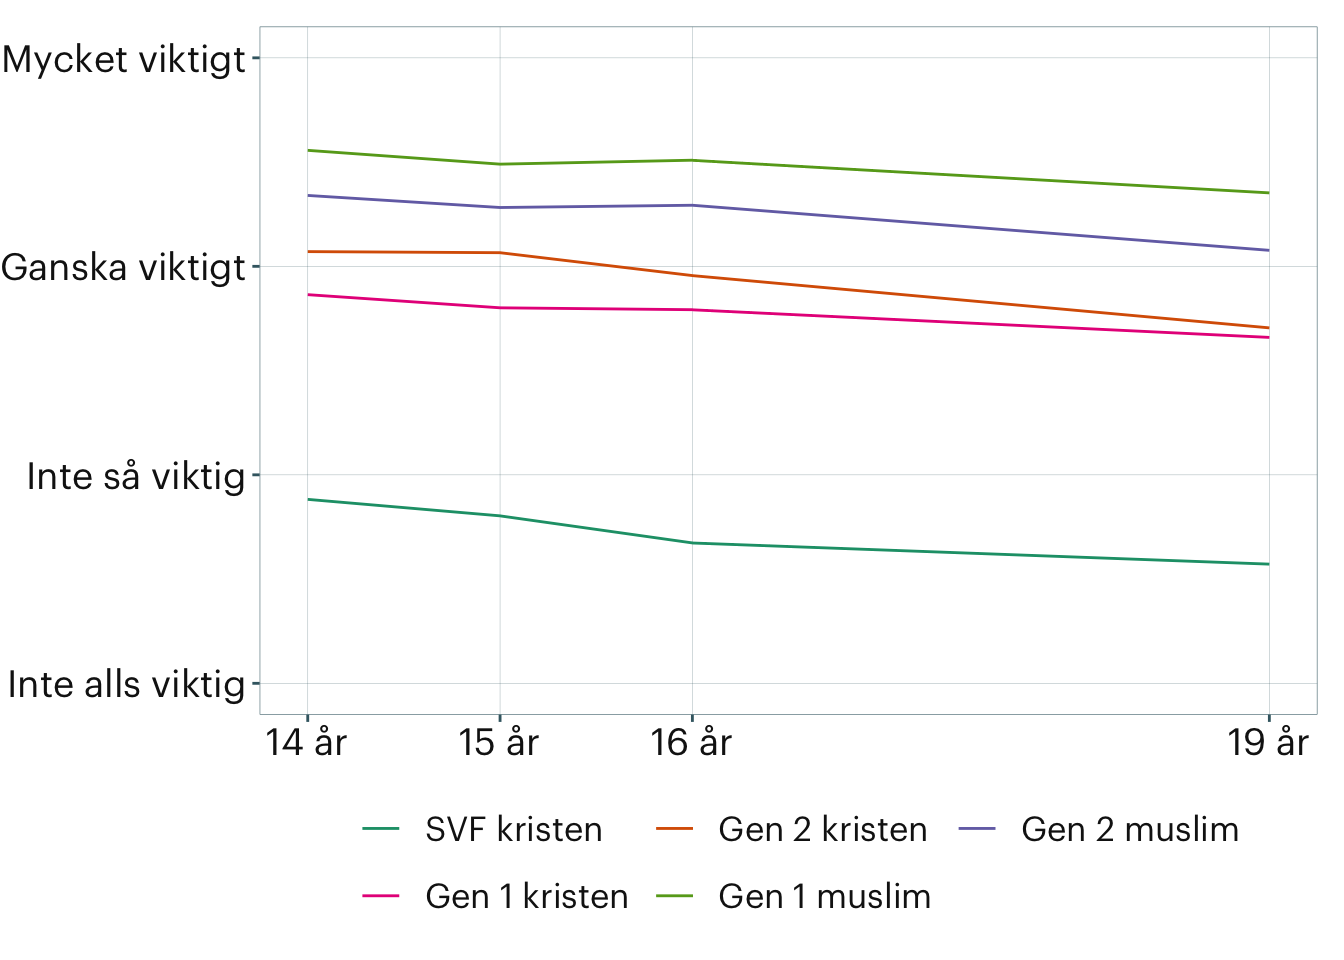 Mycket viktigt
Ganska viktigt
Inte så viktig
Inte alls viktig
14 år 15 år 16 år 19 år
SVF kristen Gen 2 kristen Gen 2 muslim
Gen 1 kristen Gen 1 muslim